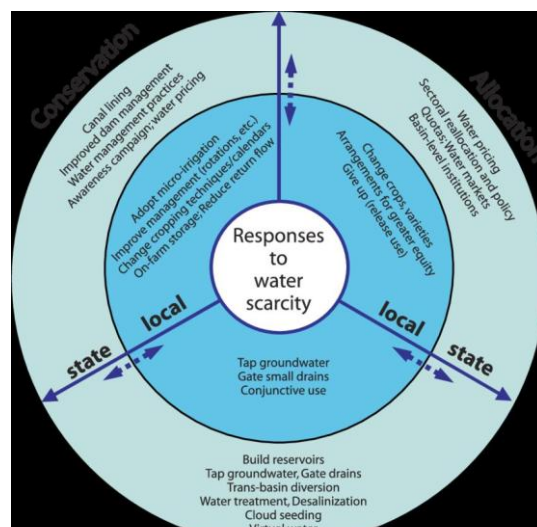 Conservation
Allocation
Canal lining
Improved dam management
Water management practices
Awareness campaign; water pricing
Water pricing
Sectoral reallocation and policy
Quotas; Water markets
Basin-level institutions
Adopt micro-irrigation
Improve management (rotations, etc.)
Change cropping techniques/calendars
On-farm storage; Reduce return flow
Change crops, varieties
Arrangements for greater equity
Give up (release use)
Responses
to
water
scarcity
state
local
local
state
Tap groundwater
Gate small drains
Conjunctive use
Build reservoirs
Tap groundwater, Gate drains
Trans-basin diversion
Water treatment, Desalinization
Cloud seeding
Virtual water